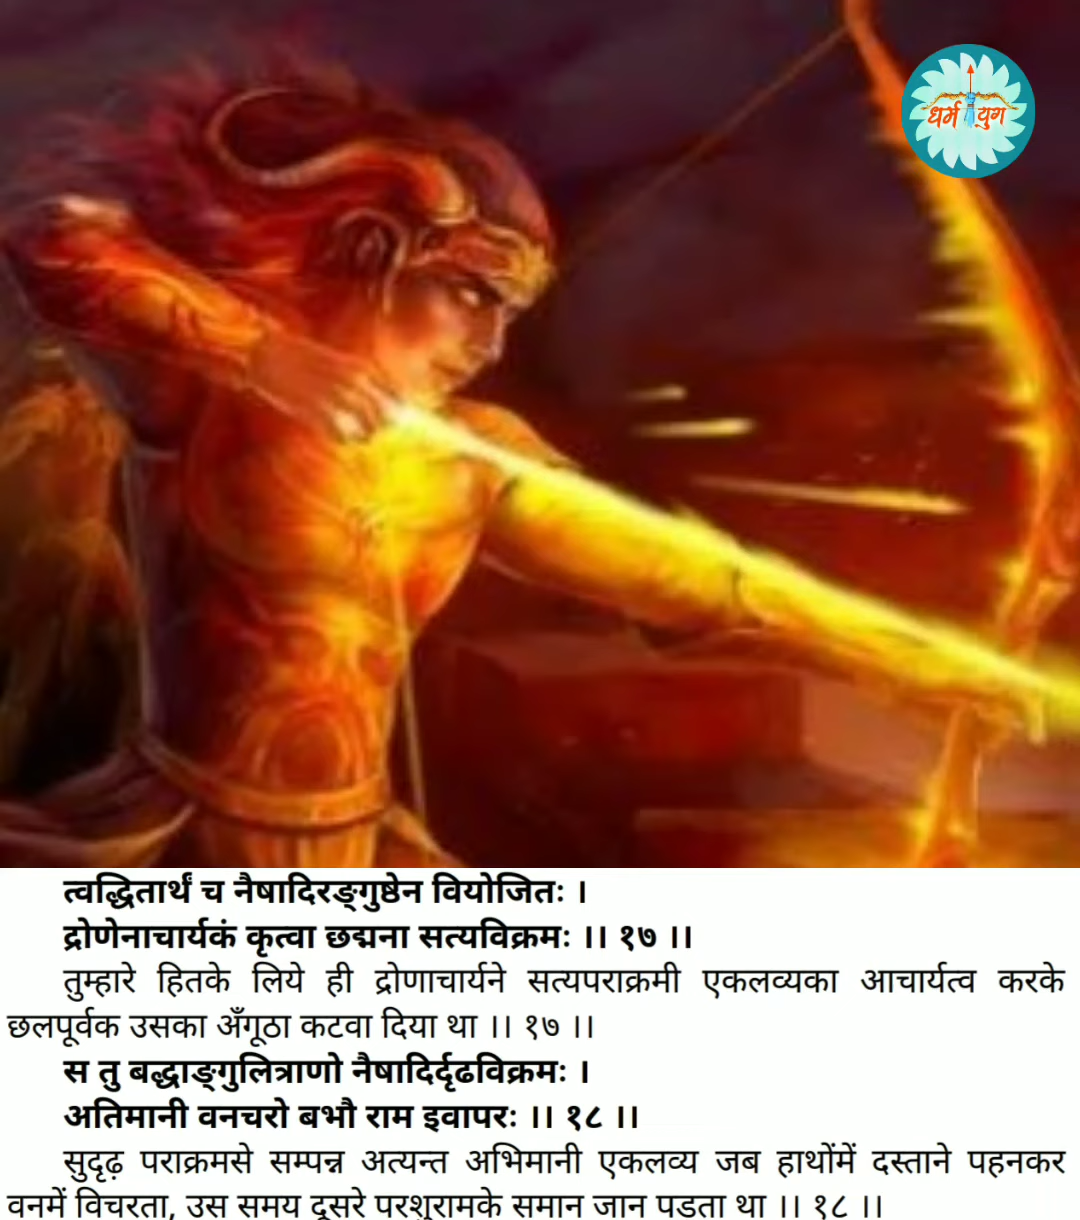 धर्म युग
त्वद्धितार्थं च नैषादिरङ्गुष्ठेन वियोजितः ।
द्रोणेनाचार्यकं कृत्वा छद्मना सत्यविक्रमः ।। १७ ।।
तुम्हारे हितके लिये ही द्रोणाचार्यने सत्यपराक्रमी एकलव्यका आचार्यत्व करके
छलपूर्वक उसका अँगूठा कटवा दिया था ।। १७ ।।
स तु बद्धाङ्गुलित्राणो नैषादिर्दृढविक्रमः ।
अतिमानी वनचरो बभौ राम इवापरः ।। १८ ।।
सुदृढ़ पराक्रमसे सम्पन्न अत्यन्त अभिमानी एकलव्य जब हाथोंमें दस्ताने पहनकर
वनमें विचरता, उस समय दूसरे परशुरामके समान जान पड़ता था ।। १८ ।।